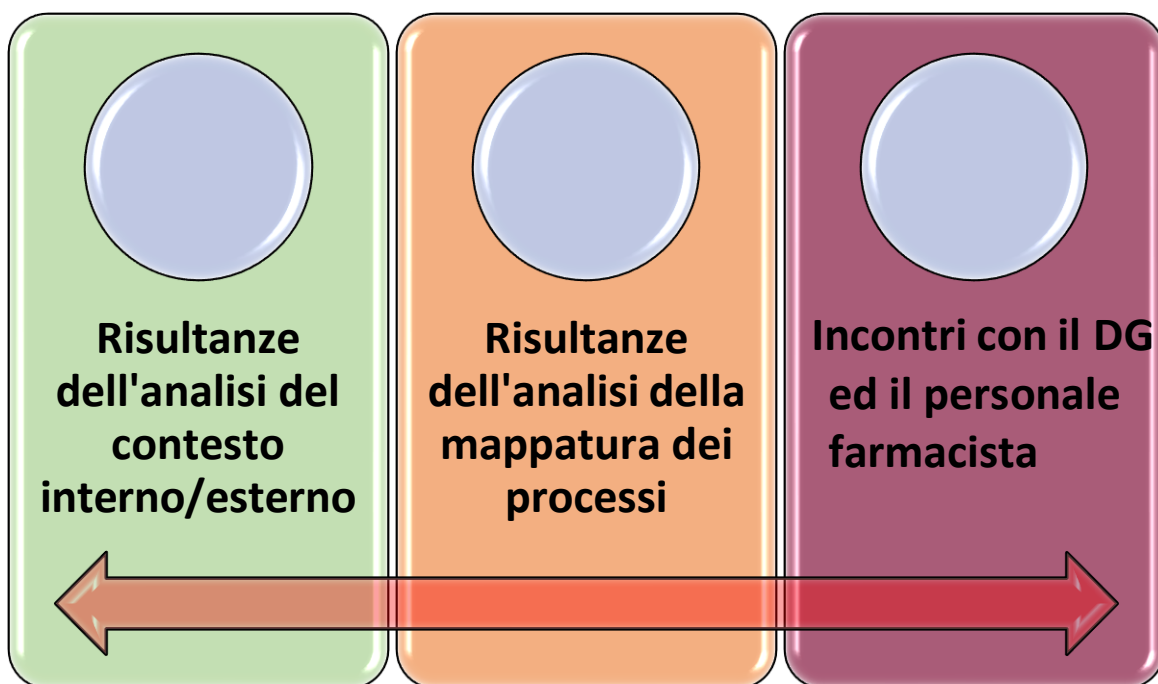 Risultanze
dell'analisi del
contesto
interno/esterno
Risultanze
dell'analisi della
mappatura dei
processi
Incontri con il DG
ed il personale
farmacista